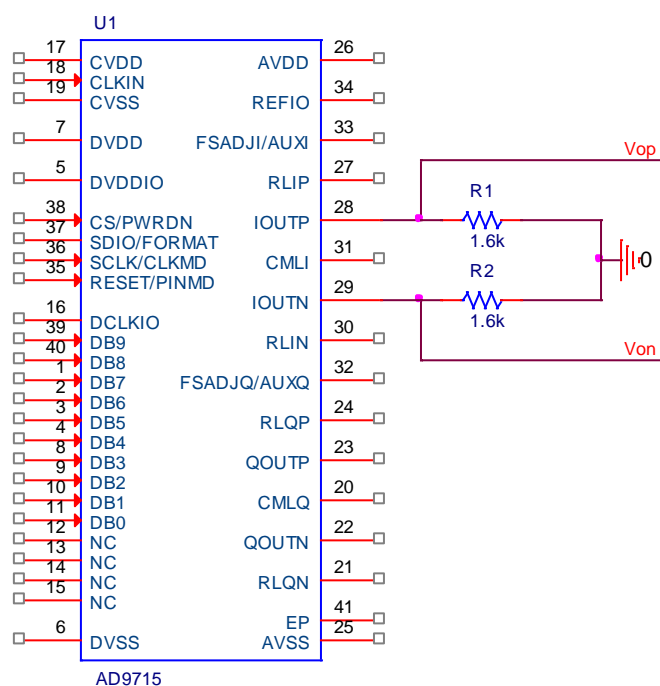 U1
17 CVDD AVDD 26
18 CLKIN
19 CVSS REFIO 34
7 DVDD FSADJI/AUXI 33
Vop
5 DVDDIO RLIP 27
R1
38 CS/PWRDN IOUTP 28
37 SDIO/FORMAT
1.6k
36 SCLK/CLKMD CMLI 31
0
35 RESET/PINMD
R2
IOUTN 29
16 DCLKIO
1.6k
39 DB9 RLIN 30
Von
40 DB8
1 DB7 FSADJQ/AUXQ 32
2 DB6
3 DB5 RLQP 24
4 DB4
8 DB3 QOUTP 23
9 DB2
10 DB1 CMLQ 20
11 DB0
12 NC QOUTN 22
13 NC
14 NC RLQN 21
15 NC
EP 41
6 DVSS AVSS 25
AD9715